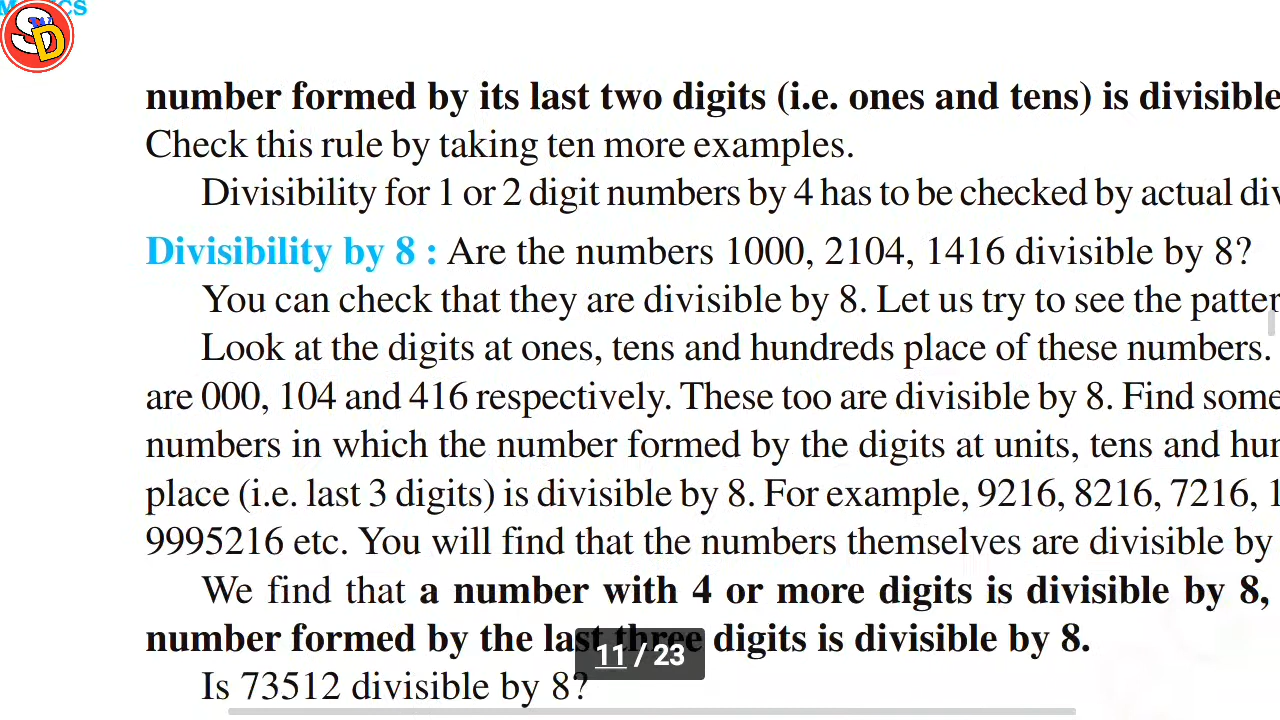 number formed by its last two digits (i.e. ones and tens) is divisible
Check this rule by taking ten more examples.
Divisibility for 1 or 2 digit numbers by 4 has to be checked by actual div
Divisibility by 8 : Are the numbers 1000, 2104, 1416 divisible by 8?
You can check that they are divisible by 8. Let us try to see the patter
Look at the digits at ones, tens and hundreds place of these numbers.
are 000, 104 and 416 respectively. These too are divisible by 8. Find some
numbers in which the number formed by the digits at units, tens and hun
place (i.e. last 3 digits) is divisible by 8. For example, 9216, 8216, 7216, 1
9995216 etc. You will find that the numbers themselves are divisible by
We find that a number with 4 or more digits is divisible by 8,
number formed by the last three digits is divisible by 8.
11 / 23
Is 73512 divisible by 8?